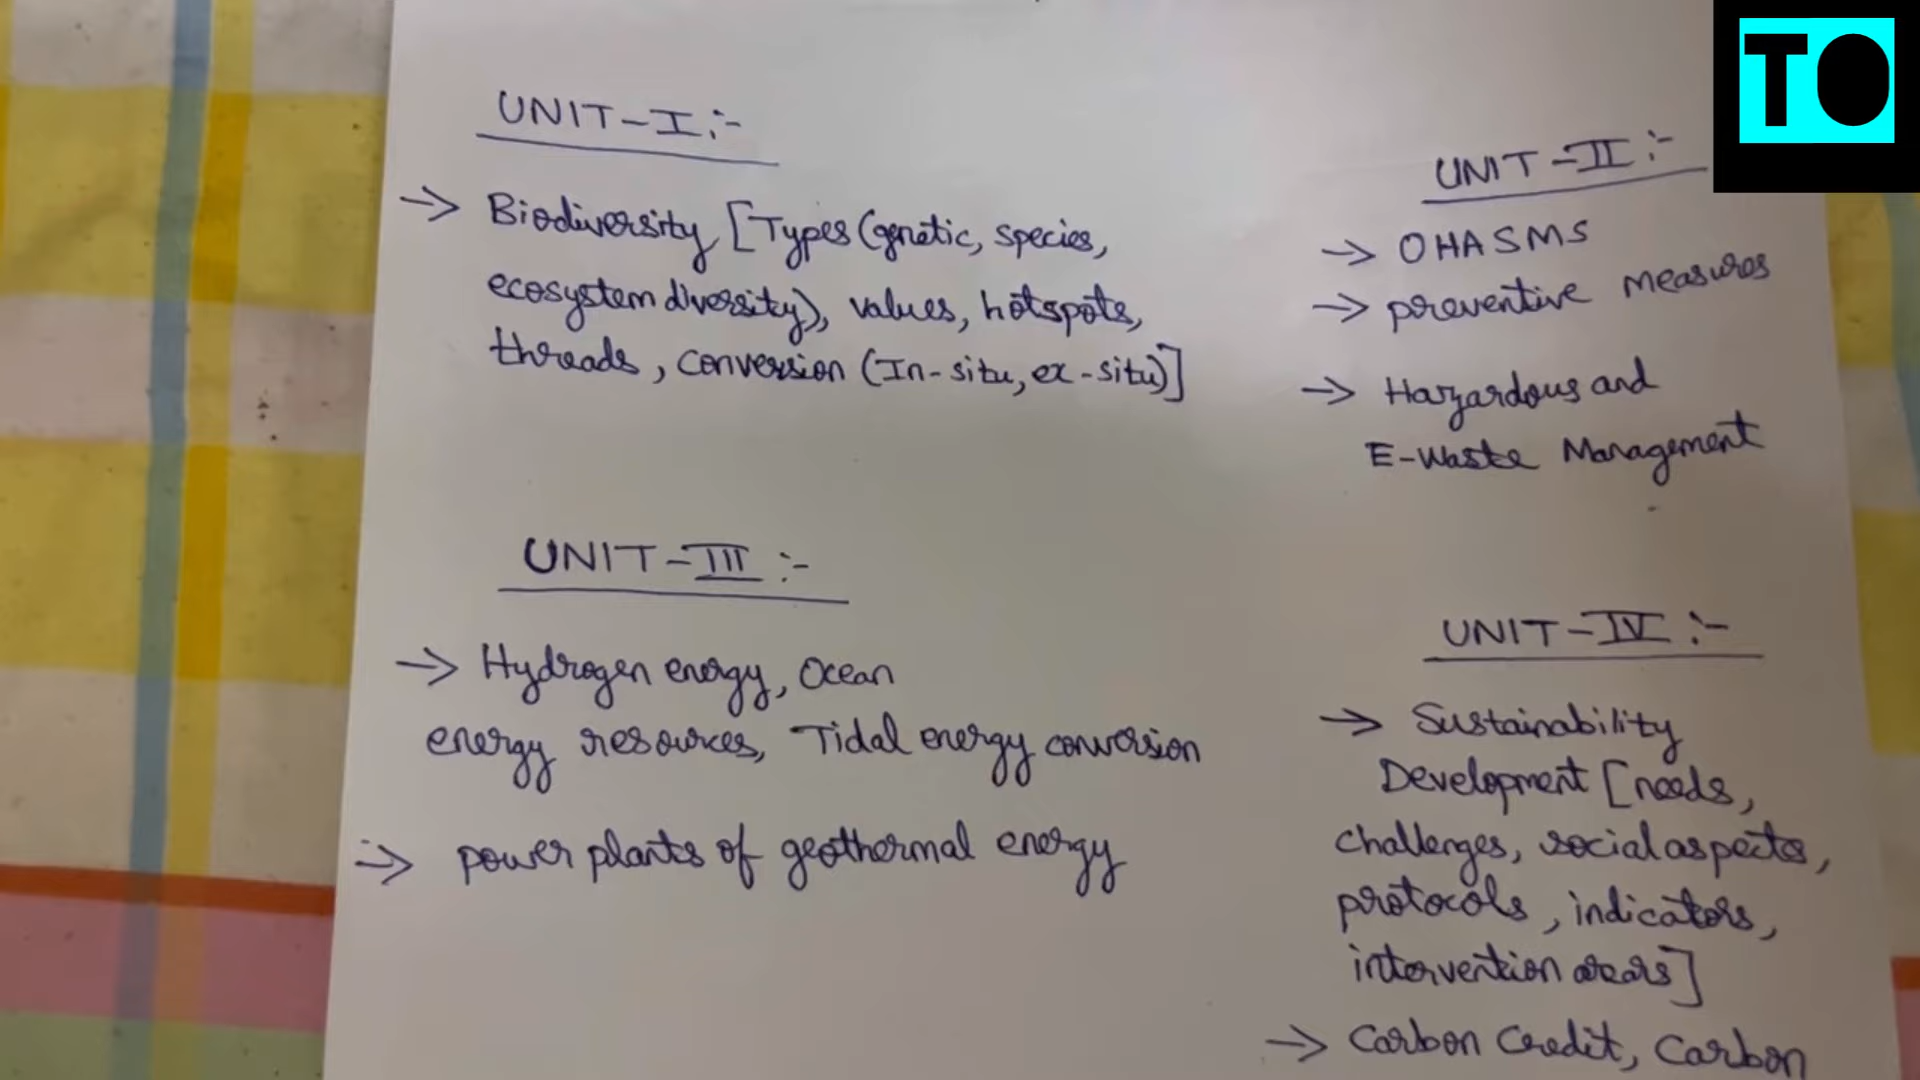 TO
UNIT-I:-
→ Biodiversity [Types (genetic, species,
ecosystem diversity), values, hotspots,
threads, conversion (In-situ, ex-situ)]
UNIT-II:-
→ OHASMS
→ preventive measures
→ Hazardous and
E-Waste Management
UNIT-III:-
→ Hydrogen energy, Ocean
energy resources, Tidal energy conversion
→ power plants of geothermal energy
UNIT-IV:-
→ Sustainability
Development [needs,
challenges, social aspects,
protocols, indicators,
intervention arears]
→ Carbon Credit, Carbon